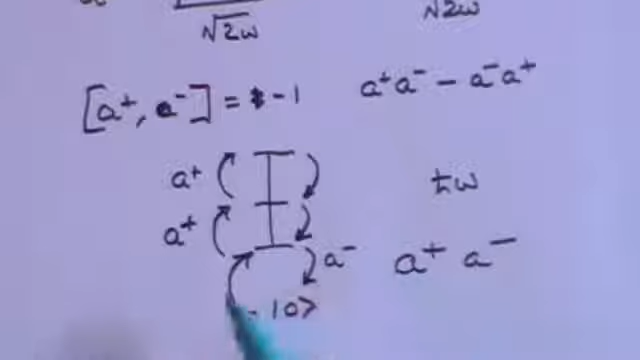 √2ω √2ω
[a⁺, a⁻] = -1 a⁺a⁻ - a⁻a⁺
a⁺ ħω
a⁺ a⁻ a⁺ a⁻
|0>